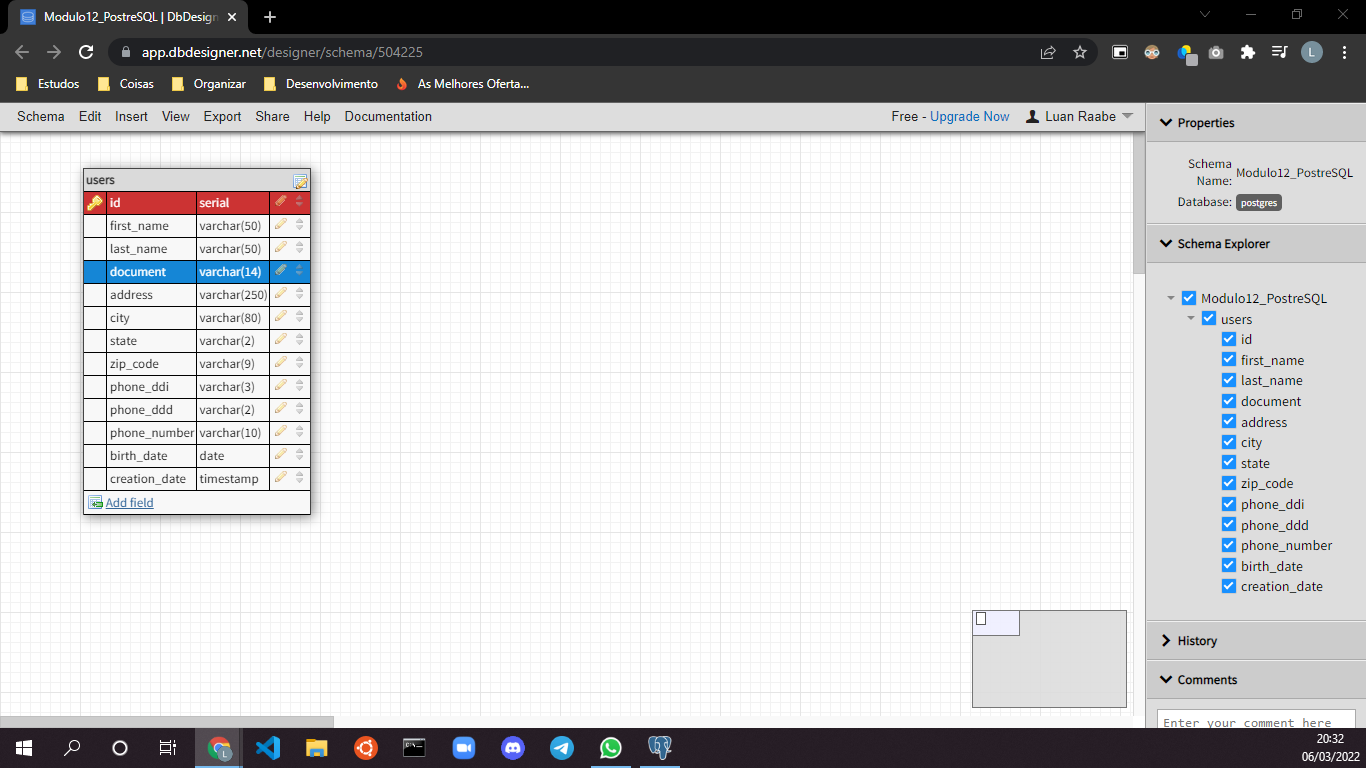 Modulo12_PostreSQL | DbDesign
app.dbdesigner.net/designer/schema/504225
L
Estudos
Coisas
Organizar
Desenvolvimento
As Melhores Oferta...
Schema
Edit
Insert
View
Export
Share
Help
Documentation
Free - Upgrade Now
Luan Raabe
users
id serial
first_name varchar(50)
last_name varchar(50)
document varchar(14)
address varchar(250)
city varchar(80)
state varchar(2)
zip_code varchar(9)
phone_ddi varchar(3)
phone_ddd varchar(2)
phone_number varchar(10)
birth_date date
creation_date timestamp
Add field
Properties
Schema
Name: Modulo12_PostreSQL
Database: postgres
Schema Explorer
Modulo12_PostreSQL
users
id
first_name
last_name
document
address
city
state
zip_code
phone_ddi
phone_ddd
phone_number
birth_date
creation_date
History
Comments
Enter your comment here
L
20:32
06/03/2022